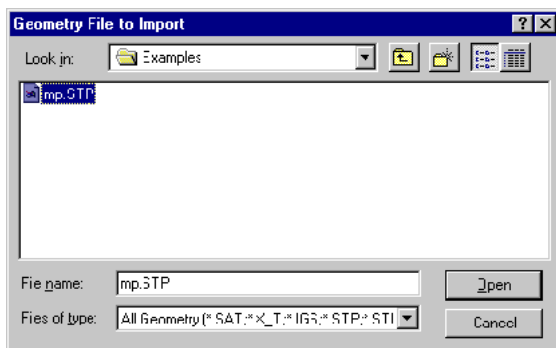 Geometry File to Import
Look in: Examples
mp.STP
File name: mp.STP Open
Files of type: All Geometry (*.SAT;*.X_T;*.IGS;*.STP;*.STI
Cancel